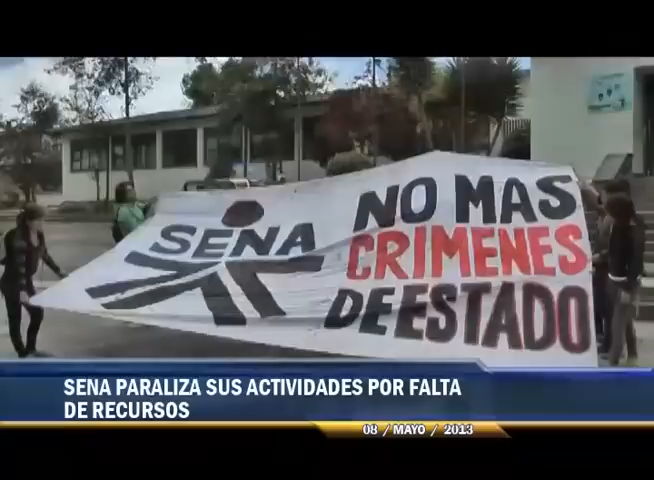 SENA
NO MAS
CRIMENES
DE ESTADO
SENA PARALIZA SUS ACTIVIDADES POR FALTA
DE RECURSOS
08 / MAYO / 2013